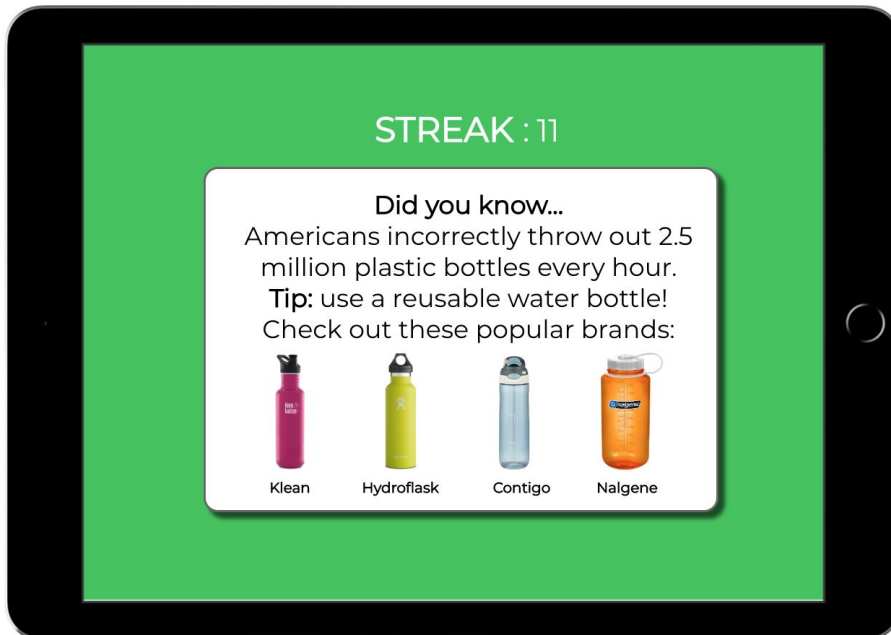 STREAK : 11
Did you know...
Americans incorrectly throw out 2.5
million plastic bottles every hour.
Tip: use a reusable water bottle!
Check out these popular brands:
nalgene
Klean Hydroflask Contigo Nalgene